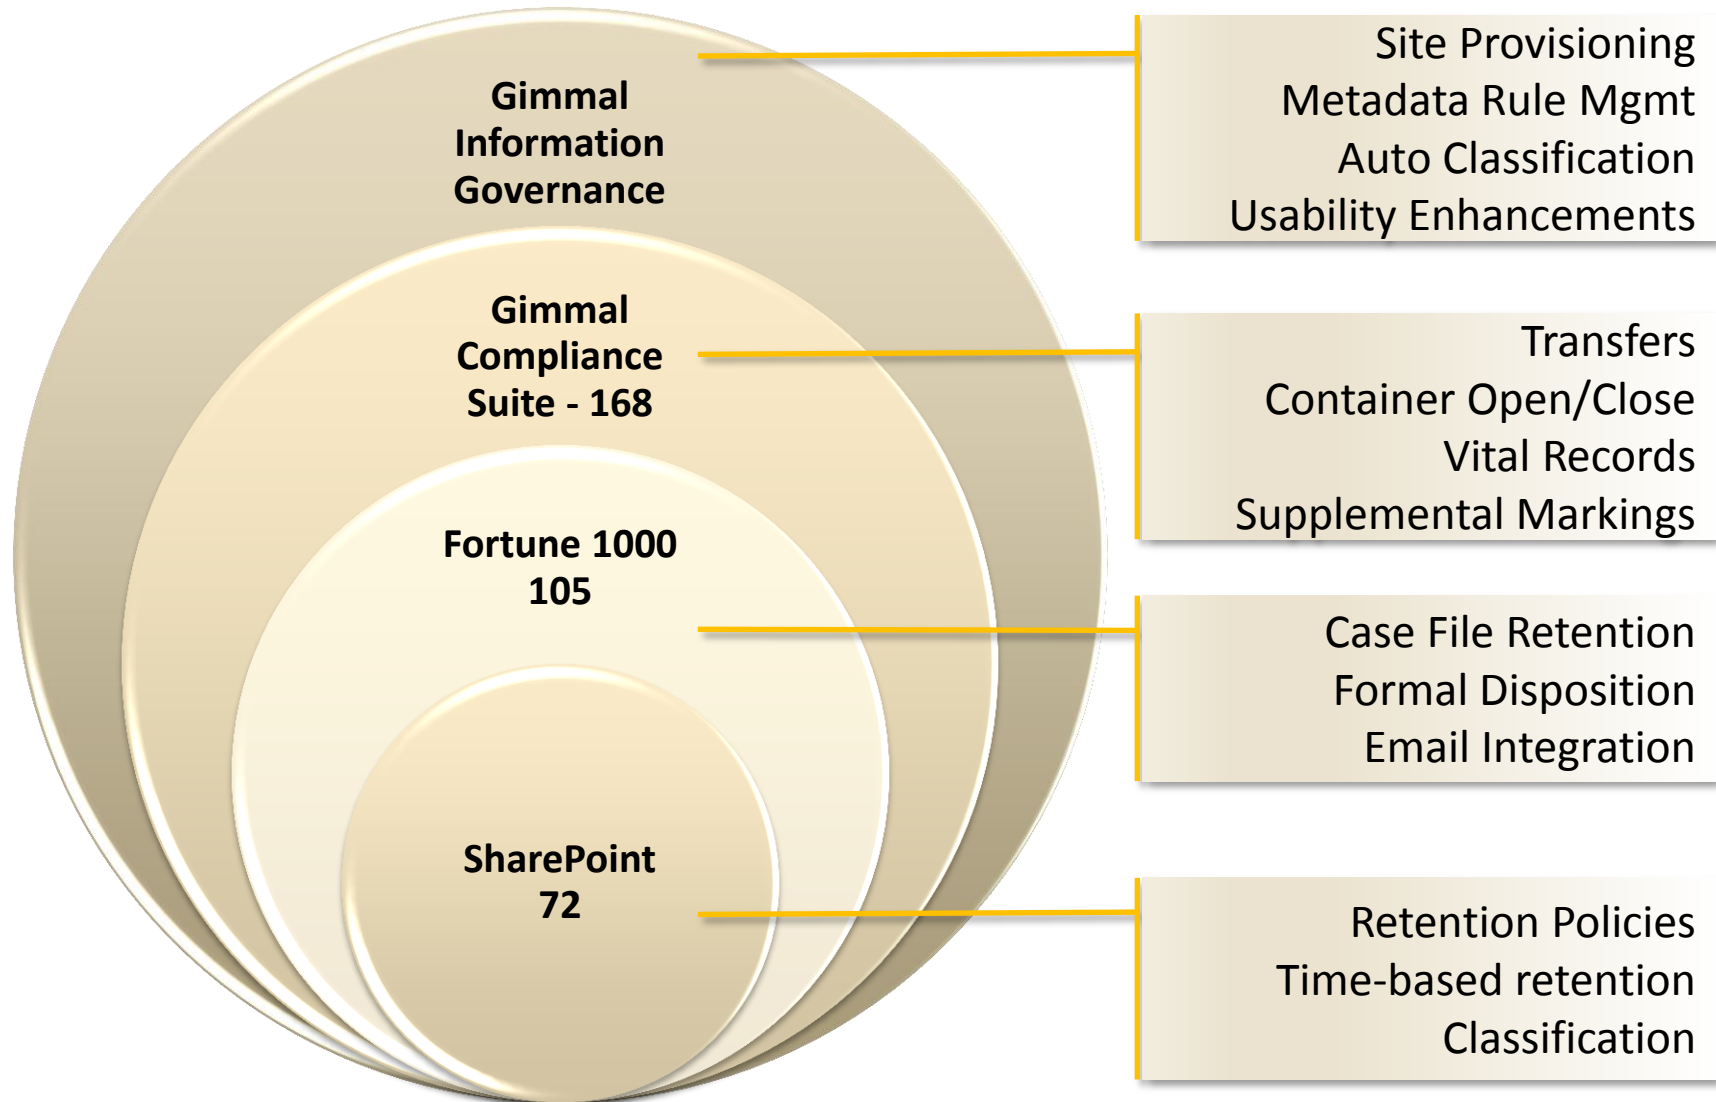 Gimmal
Information
Governance
Gimmal
Compliance
Suite - 168
Fortune 1000
105
SharePoint
72
Site Provisioning
Metadata Rule Mgmt
Auto Classification
Usability Enhancements
Transfers
Container Open/Close
Vital Records
Supplemental Markings
Case File Retention
Formal Disposition
Email Integration
Retention Policies
Time-based retention
Classification